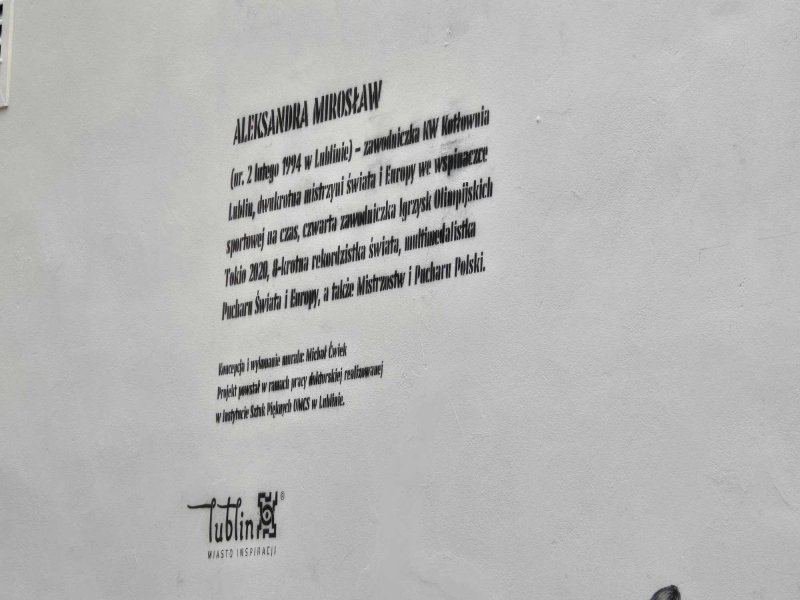 ALEKSANDRA MIROSŁAW
(ur. 2 lutego 1994 w Lublinie) – zawodniczka KW Kotłownia
Lublin, dwukrotna mistrzyni świata i Europy we wspinaczce
sportowej na czas, czwarta zawodniczka Igrzysk Olimpijskich
Tokio 2020, 8-krotna rekordzistka świata, multimedalistka
Pucharu Świata i Europy, a także Mistrzostw i Pucharu Polski.
Koncepcja i wykonanie muralu: Michał Ćwiek
Projekt powstał w ramach pracy doktorskiej realizowanej
w Instytucie Sztuk Pięknych UMCS w Lublinie.
lublin ®
MIASTO INSPIRACJI